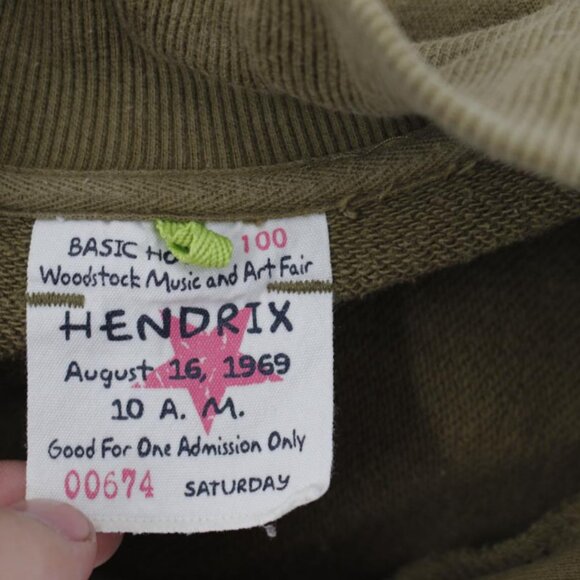 BASIC 100
Woodstock Music and Art Fair
HENDRIX
August 16, 1969
10 A. M.
Good For One Admission Only
00674 SATURDAY